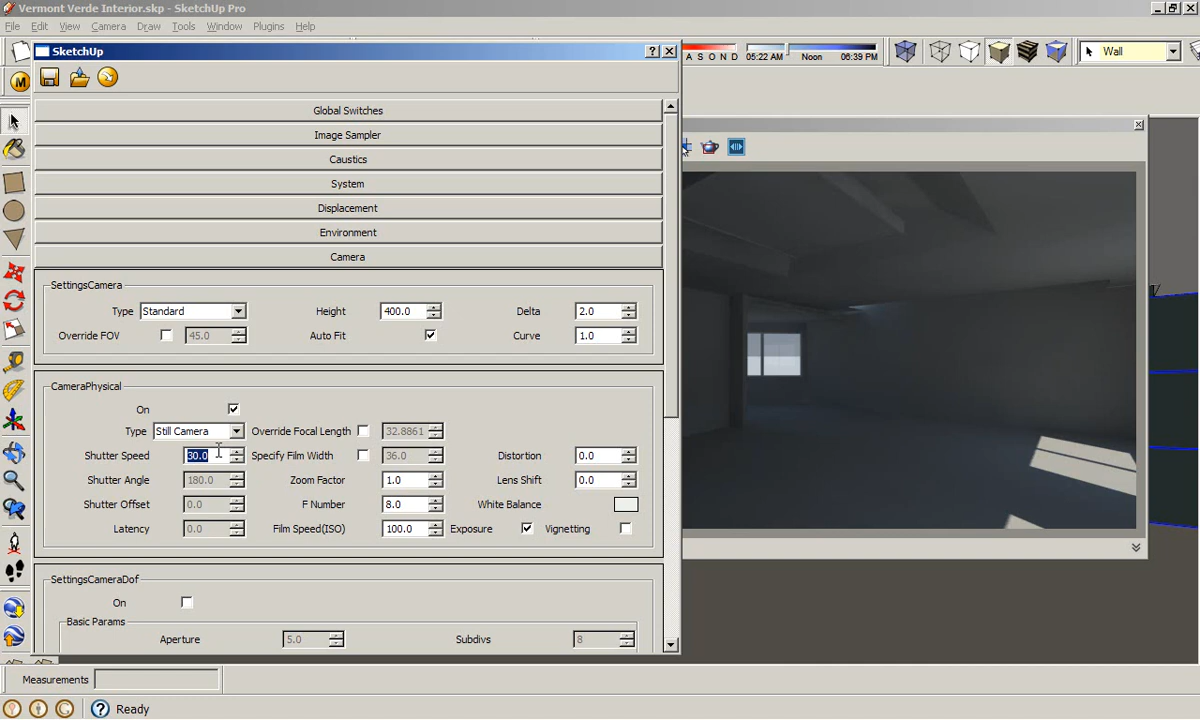 Vermont Verde Interior.skp - SketchUp Pro
File Edit View Camera Draw Tools Window Plugins Help
SketchUp
A S O N D 05:22 AM Noon 06:39 PM
Wall
M
Global Switches
Image Sampler
Caustics
System
Displacement
Environment
Camera
SettingsCamera
Type Standard Height 400.0 Delta 2.0
Override FOV 45.0 Auto Fit Curve 1.0
CameraPhysical
On
Type Still Camera Override Focal Length 32.8861
Shutter Speed 30.0 Specify Film Width 36.0 Distortion 0.0
Shutter Angle 180.0 Zoom Factor 1.0 Lens Shift 0.0
Shutter Offset 0.0 F Number 8.0 White Balance
Latency 0.0 Film Speed(ISO) 100.0 Exposure Vignetting
SettingsCameraDof
On
Basic Params
Aperture 5.0 Subdivs 8
Measurements
Ready